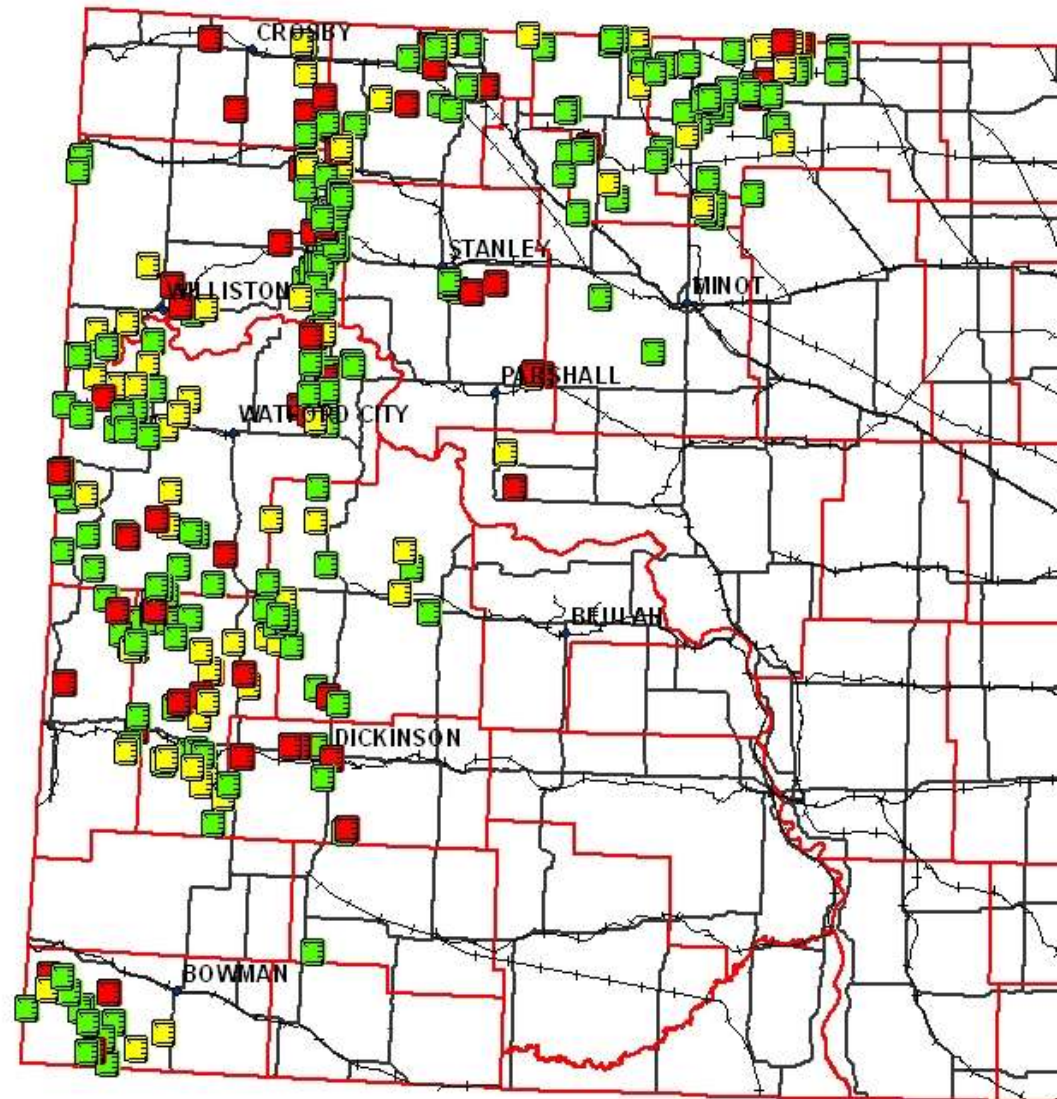 CROSBY
STANLEY
WILLISTON
MINOT
PARSHALL
WATFORD CITY
BEULAH
DICKINSON
BOWMAN